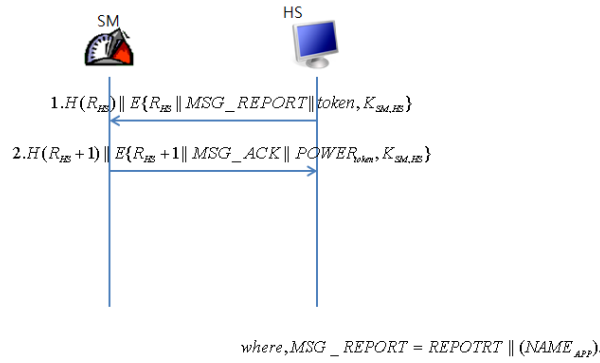 SM
HS
1.H(R_HS) || E{R_HS || MSG_REPORT || token, K_SM,HS}
2.H(R_HS+1) || E{R_HS+1 || MSG_ACK || POWER_token, K_SM,HS}
where, MSG_REPORT = REPOTRT || (NAME_APP).